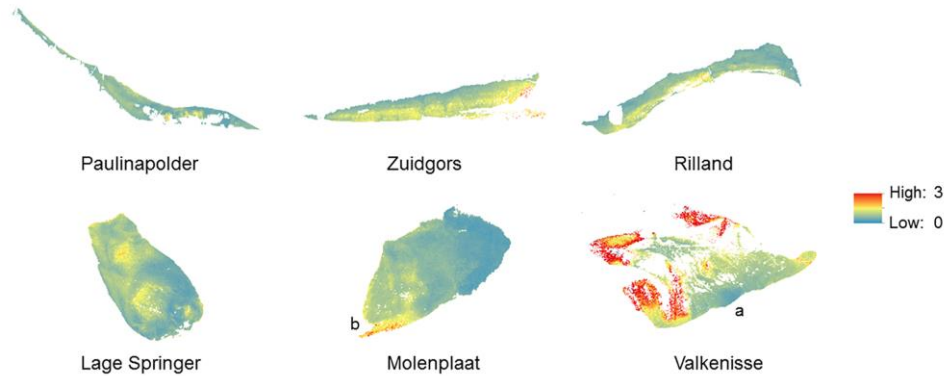 Paulinapolder
Zuidgors
Rilland
High: 3
Low: 0
b
a
Lage Springer
Molenplaat
Valkenisse